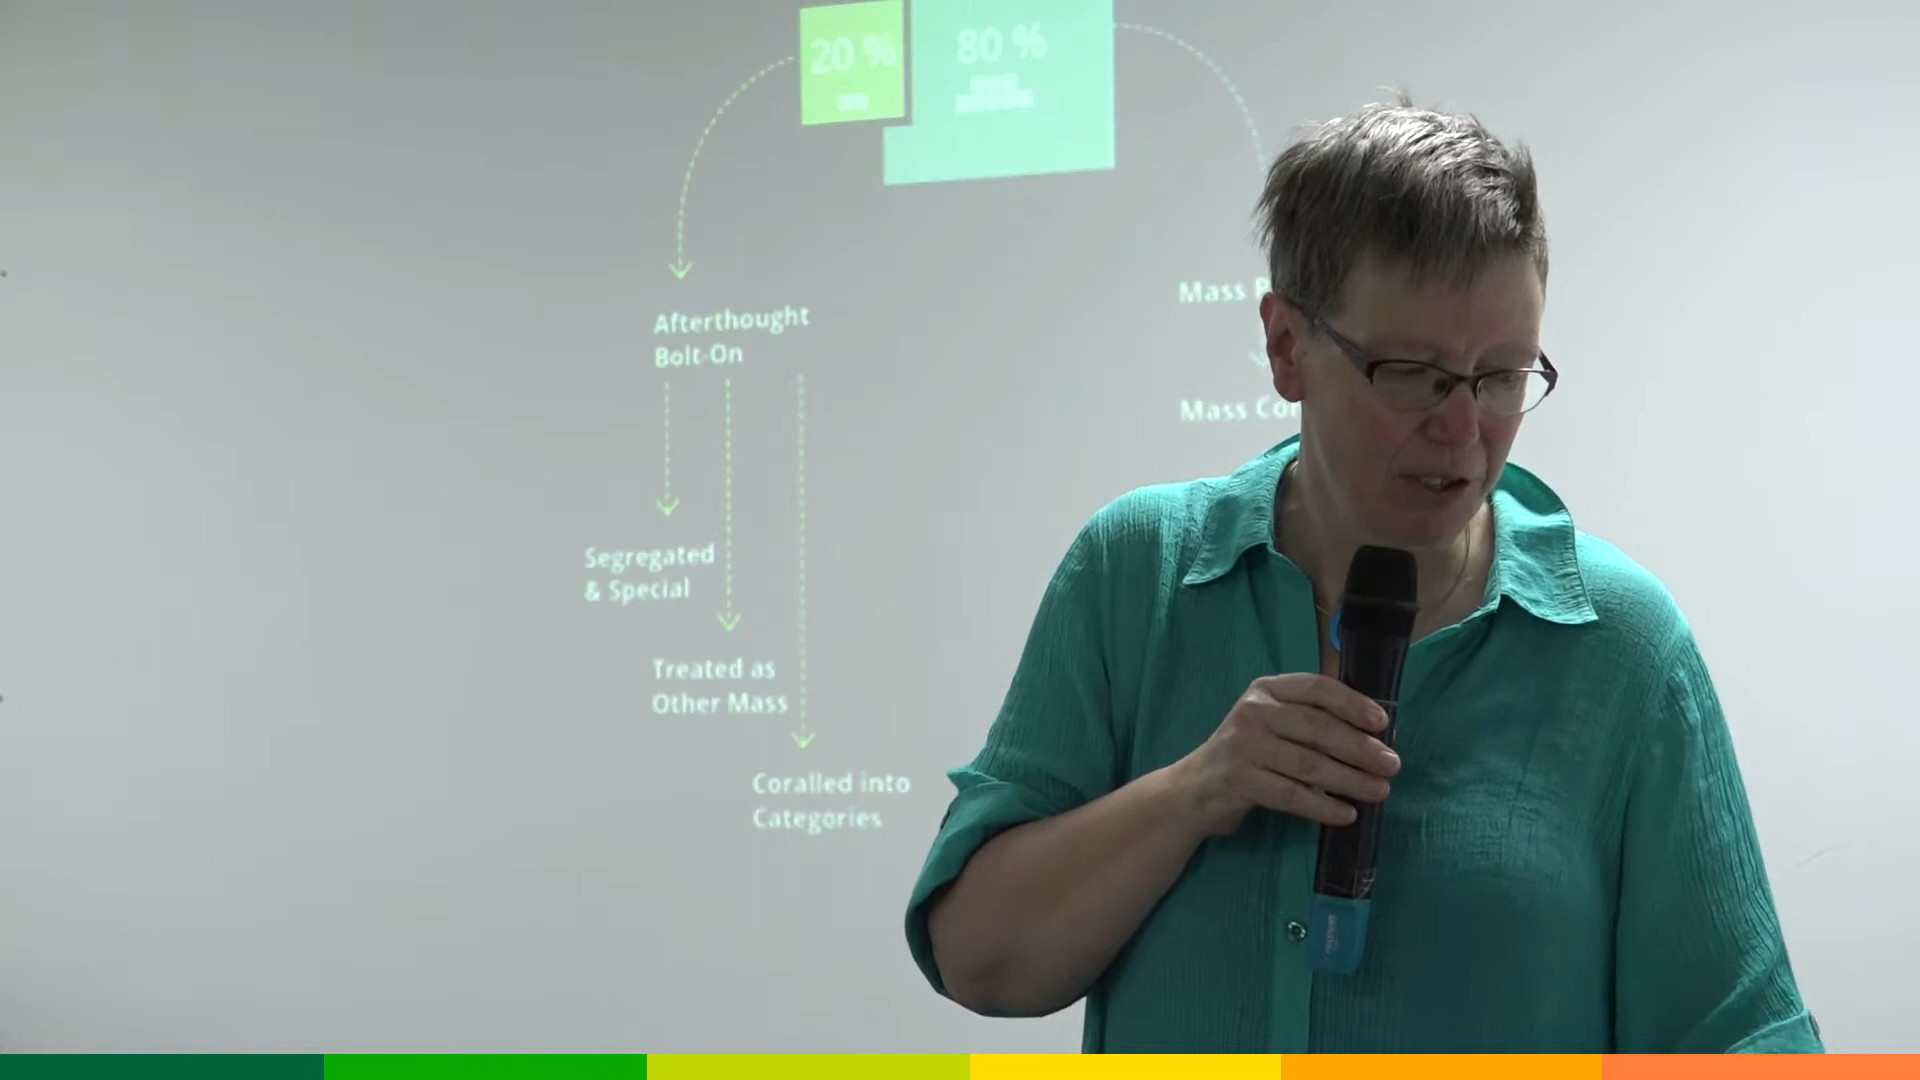 20 %
80 %
Afterthought
Bolt-On
Mass
Mass
Segregated
& Special
Treated as
Other Mass
Coralled into
Categories